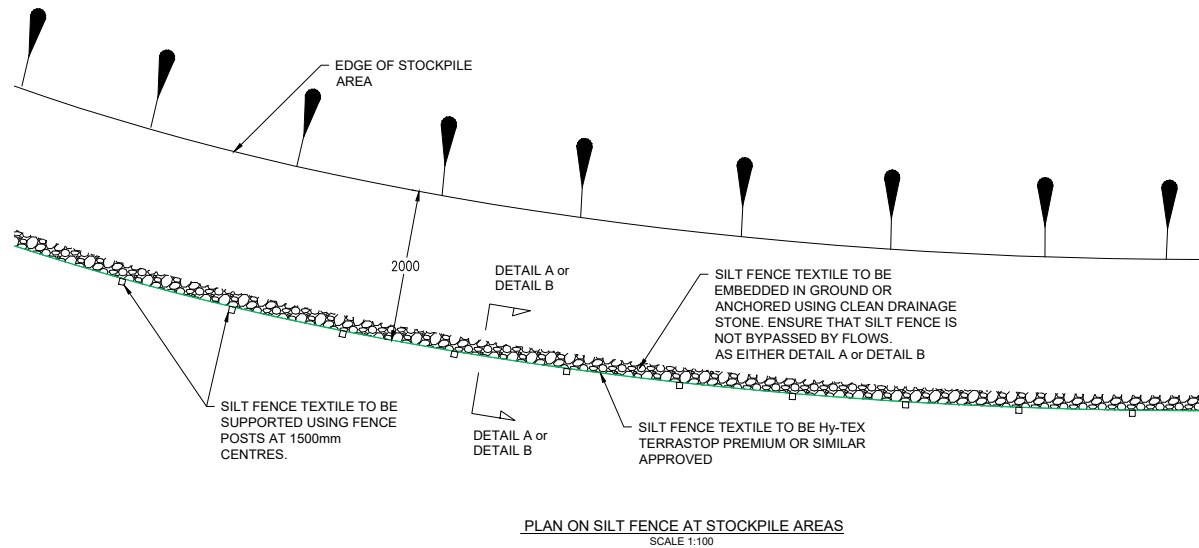 EDGE OF STOCKPILE
AREA
2000
DETAIL A or
DETAIL B
SILT FENCE TEXTILE TO BE
EMBEDDED IN GROUND OR
ANCHORED USING CLEAN DRAINAGE
STONE. ENSURE THAT SILT FENCE IS
NOT BYPASSED BY FLOWS.
AS EITHER DETAIL A or DETAIL B
SILT FENCE TEXTILE TO BE
SUPPORTED USING FENCE
POSTS AT 1500mm
CENTRES.
DETAIL A or
DETAIL B
SILT FENCE TEXTILE TO BE Hy-TEX
TERRASTOP PREMIUM OR SIMILAR
APPROVED
PLAN ON SILT FENCE AT STOCKPILE AREAS
SCALE 1:100